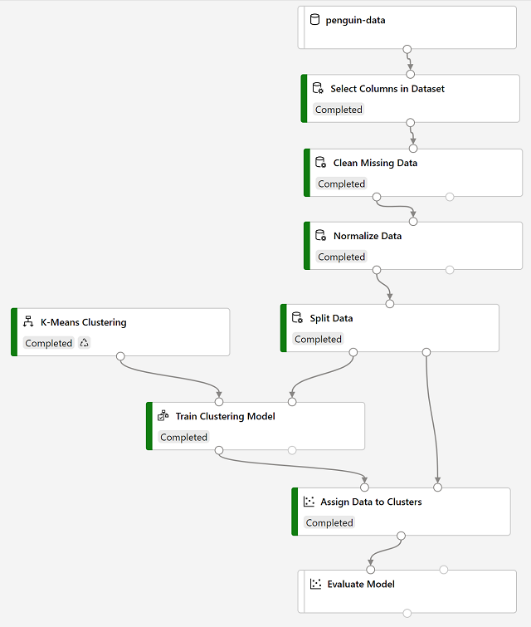 penguin-data
Select Columns in Dataset
Completed
Clean Missing Data
Completed
Normalize Data
Completed
K-Means Clustering
Completed
Split Data
Completed
Train Clustering Model
Completed
Assign Data to Clusters
Completed
Evaluate Model